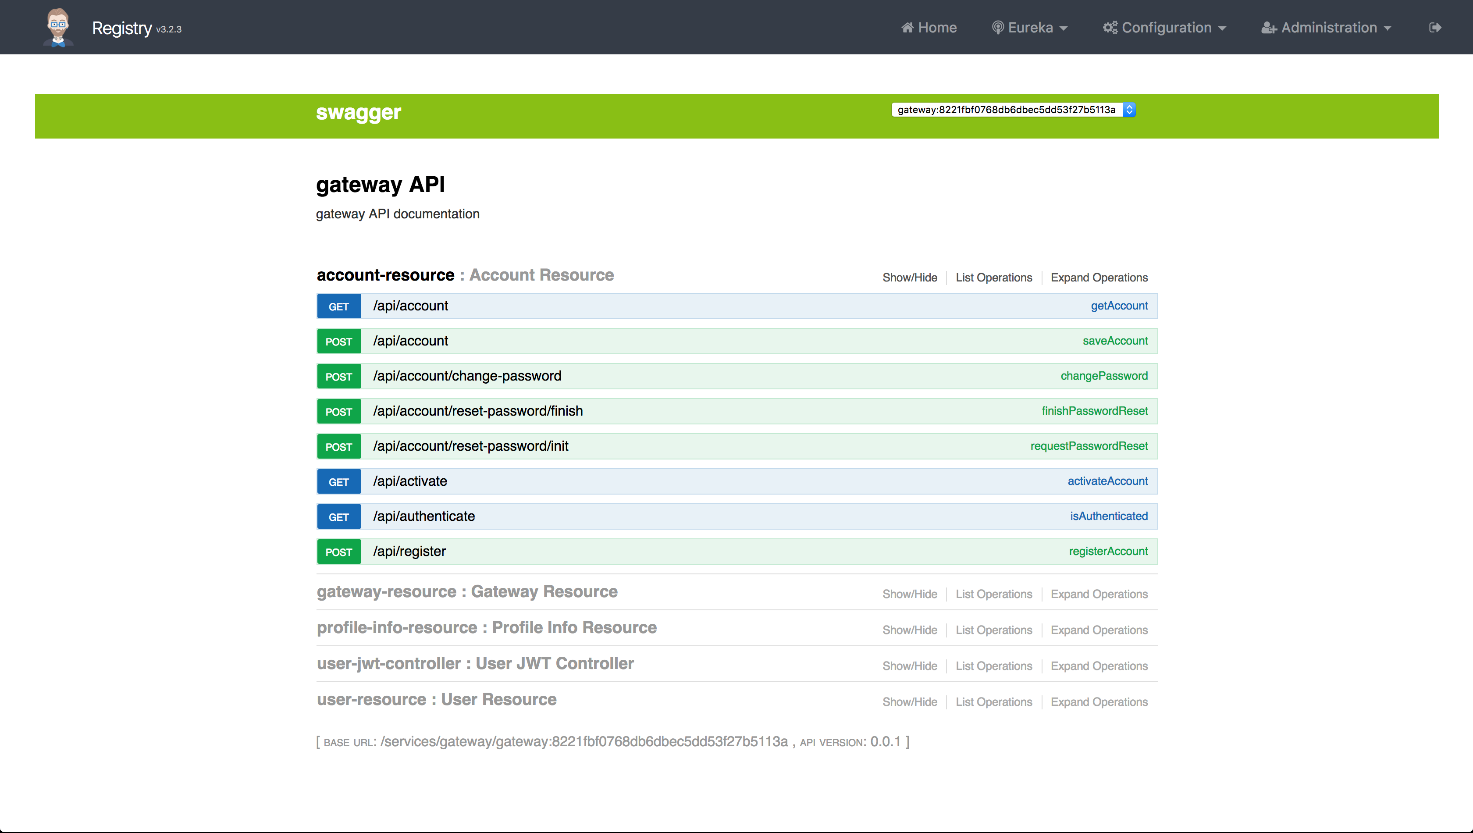 Registry v3.2.3 Home Eureka Configuration Administration
swagger gateway:8221fbf0768db6dbec5dd53f27b5113a
gateway API
gateway API documentation
account-resource : Account Resource Show/Hide List Operations Expand Operations
GET /api/account getAccount
POST /api/account saveAccount
POST /api/account/change-password changePassword
POST /api/account/reset-password/finish finishPasswordReset
POST /api/account/reset-password/init requestPasswordReset
GET /api/activate activateAccount
GET /api/authenticate isAuthenticated
POST /api/register registerAccount
gateway-resource : Gateway Resource Show/Hide List Operations Expand Operations
profile-info-resource : Profile Info Resource Show/Hide List Operations Expand Operations
user-jwt-controller : User JWT Controller Show/Hide List Operations Expand Operations
user-resource : User Resource Show/Hide List Operations Expand Operations
[ BASE URL: /services/gateway/gateway:8221fbf0768db6dbec5dd53f27b5113a , API VERSION: 0.0.1 ]